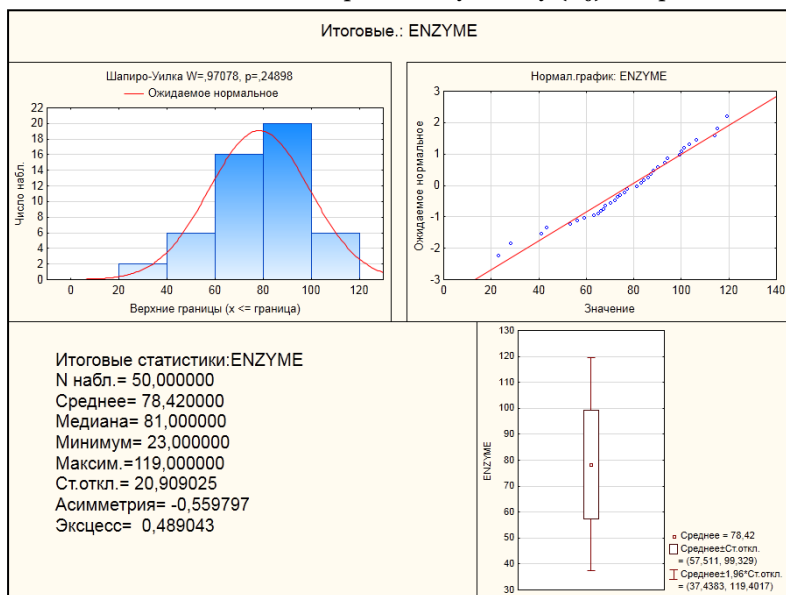 Итоговые.: ENZYME
Шапиро-Уилка W=,97078, p=,24898
Ожидаемое нормальное
22
20
18
16
14
12
10
8
6
4
2
0
Число набл.
0 20 40 60 80 100 120
Верхние границы (x <= граница)
Нормал.график: ENZYME
3
2
1
0
-1
-2
-3
Ожидаемое нормальное
0 20 40 60 80 100 120 140
Значение
Итоговые статистики:ENZYME
N набл.= 50,000000
Среднее= 78,420000
Медиана= 81,000000
Минимум= 23,000000
Максим.=119,000000
Ст.откл.= 20,909025
Асимметрия= -0,559797
Эксцесс= 0,489043
130
120
110
100
90
80
70
60
50
40
30
ENZYME
Среднее = 78,42
Среднее±Ст.откл.
= (57,511, 99,329)
Среднее±1,96*Ст.откл.
= (37,4383, 119,4017)